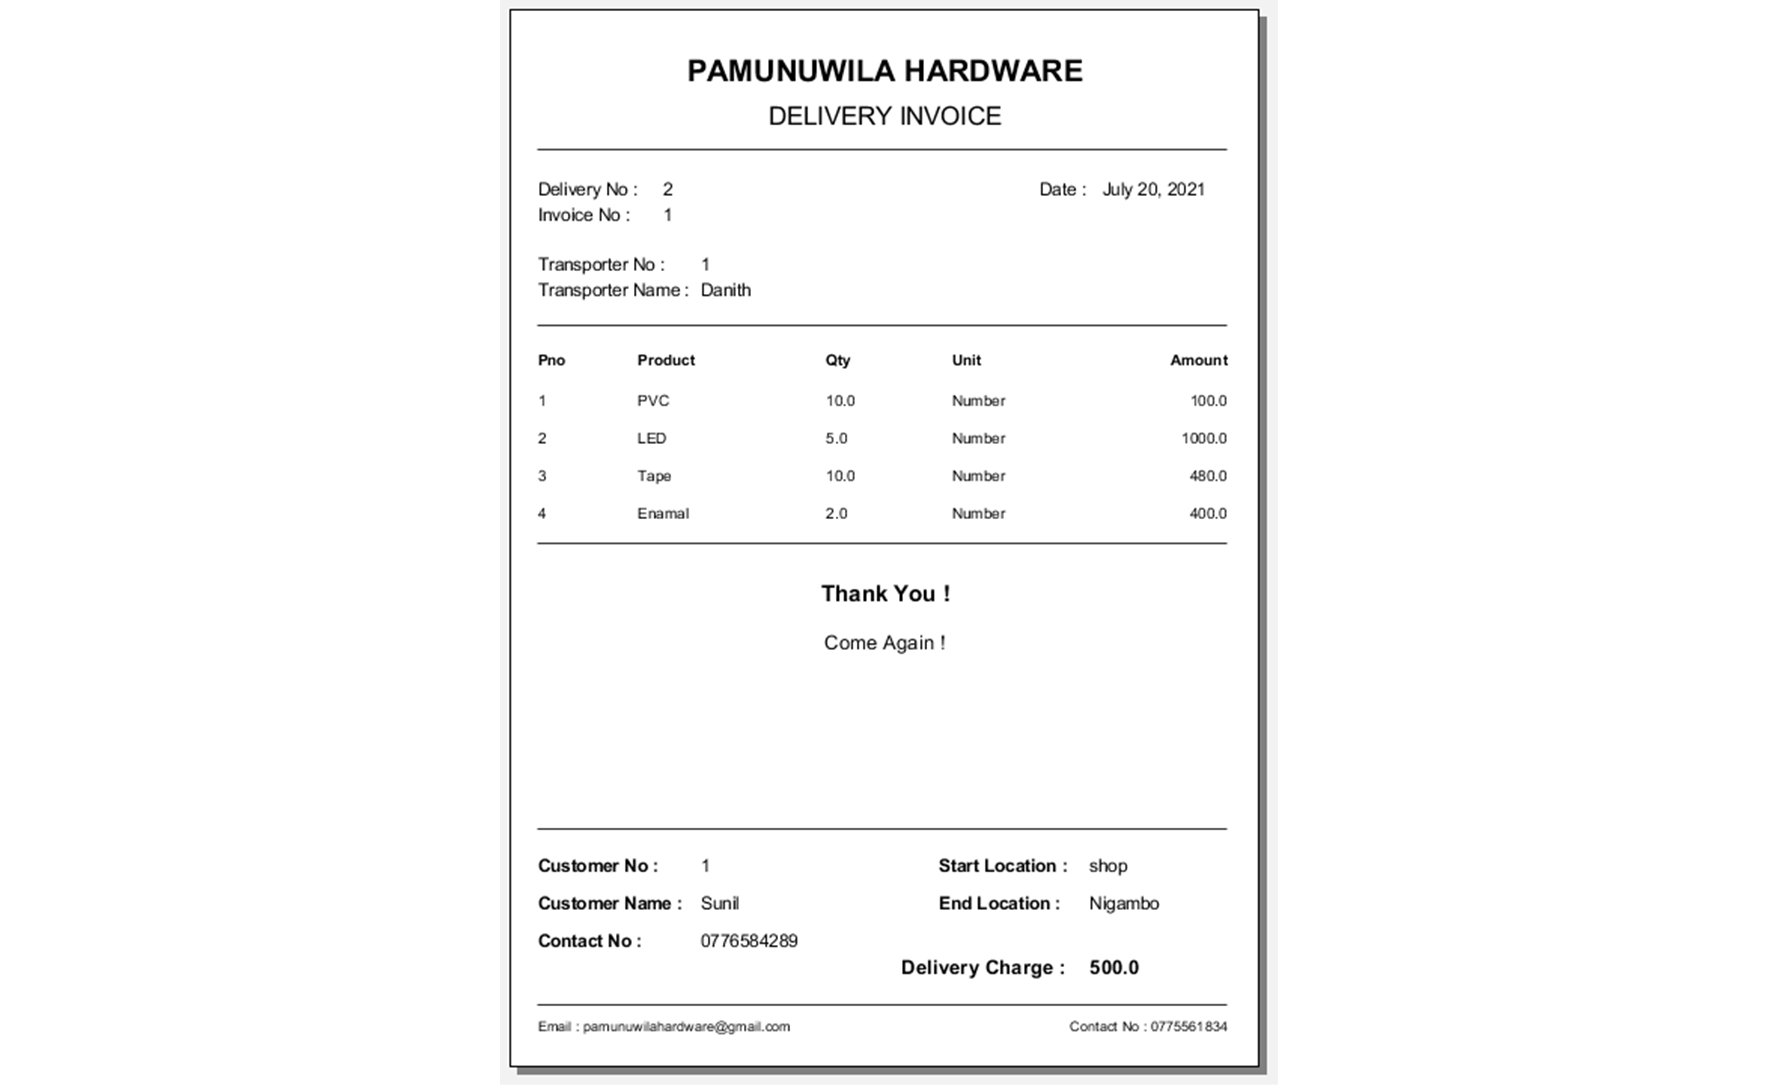 PAMUNUWILA HARDWARE
DELIVERY INVOICE
Delivery No : 2 Date : July 20, 2021
Invoice No : 1
Transporter No : 1
Transporter Name : Danith
Pno Product Qty Unit Amount
1 PVC 10.0 Number 100.0
2 LED 5.0 Number 1000.0
3 Tape 10.0 Number 480.0
4 Enamal 2.0 Number 400.0
Thank You !
Come Again !
Customer No : 1 Start Location : shop
Customer Name : Sunil End Location : Nigambo
Contact No : 0776584289
Delivery Charge : 500.0
Email : pamunuwilahardware@gmail.com Contact No : 0775561834